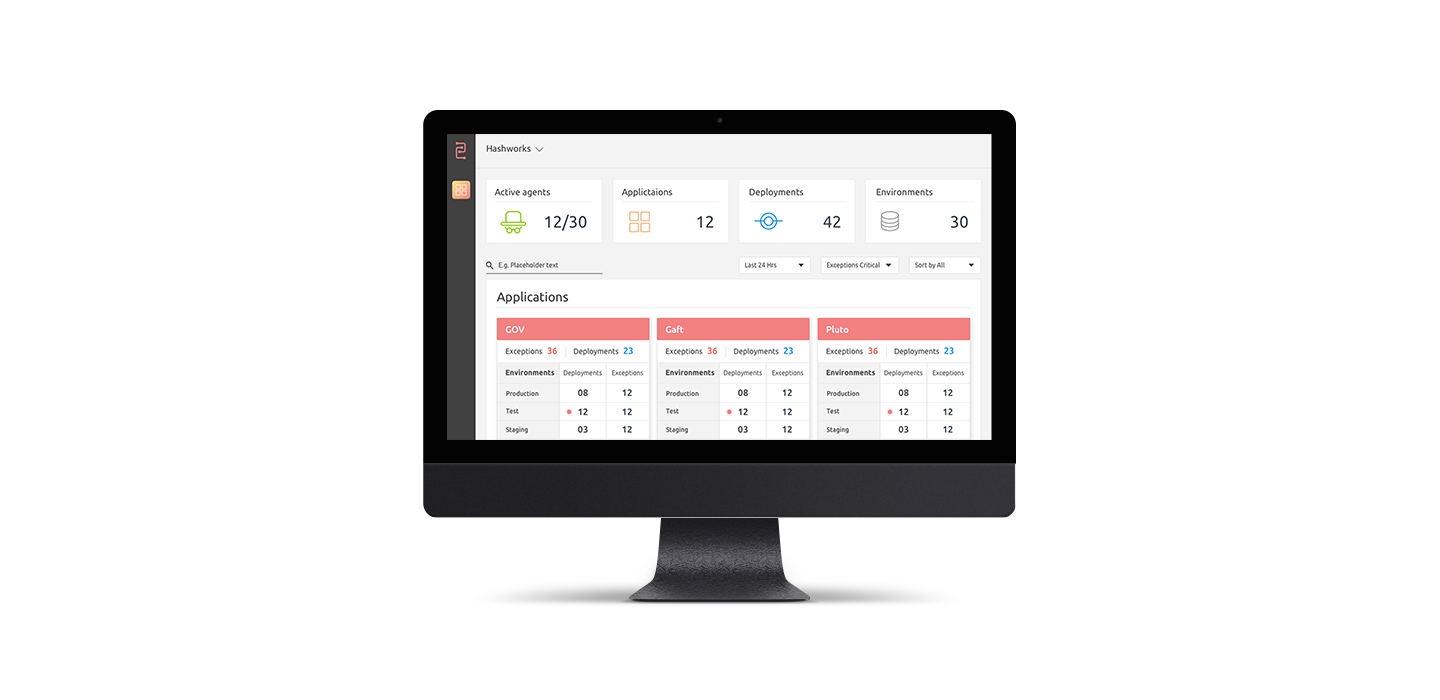 Hashworks
Active agents Applictaions Deployments Environments
12/30 12 42 30
E.g. Placeholder text Last 24 Hrs Exceptions Critical Sort by All
Applications
GOV Gaft Pluto
Exceptions 36 Deployments 23 Exceptions 36 Deployments 23 Exceptions 36 Deployments 23
Environments Deployments Exceptions Environments Deployments Exceptions Environments Deployments Exceptions
Production 08 12 Production 08 12 Production 08 12
Test 12 12 Test 12 12 Test 12 12
Staging 03 12 Staging 03 12 Staging 03 12